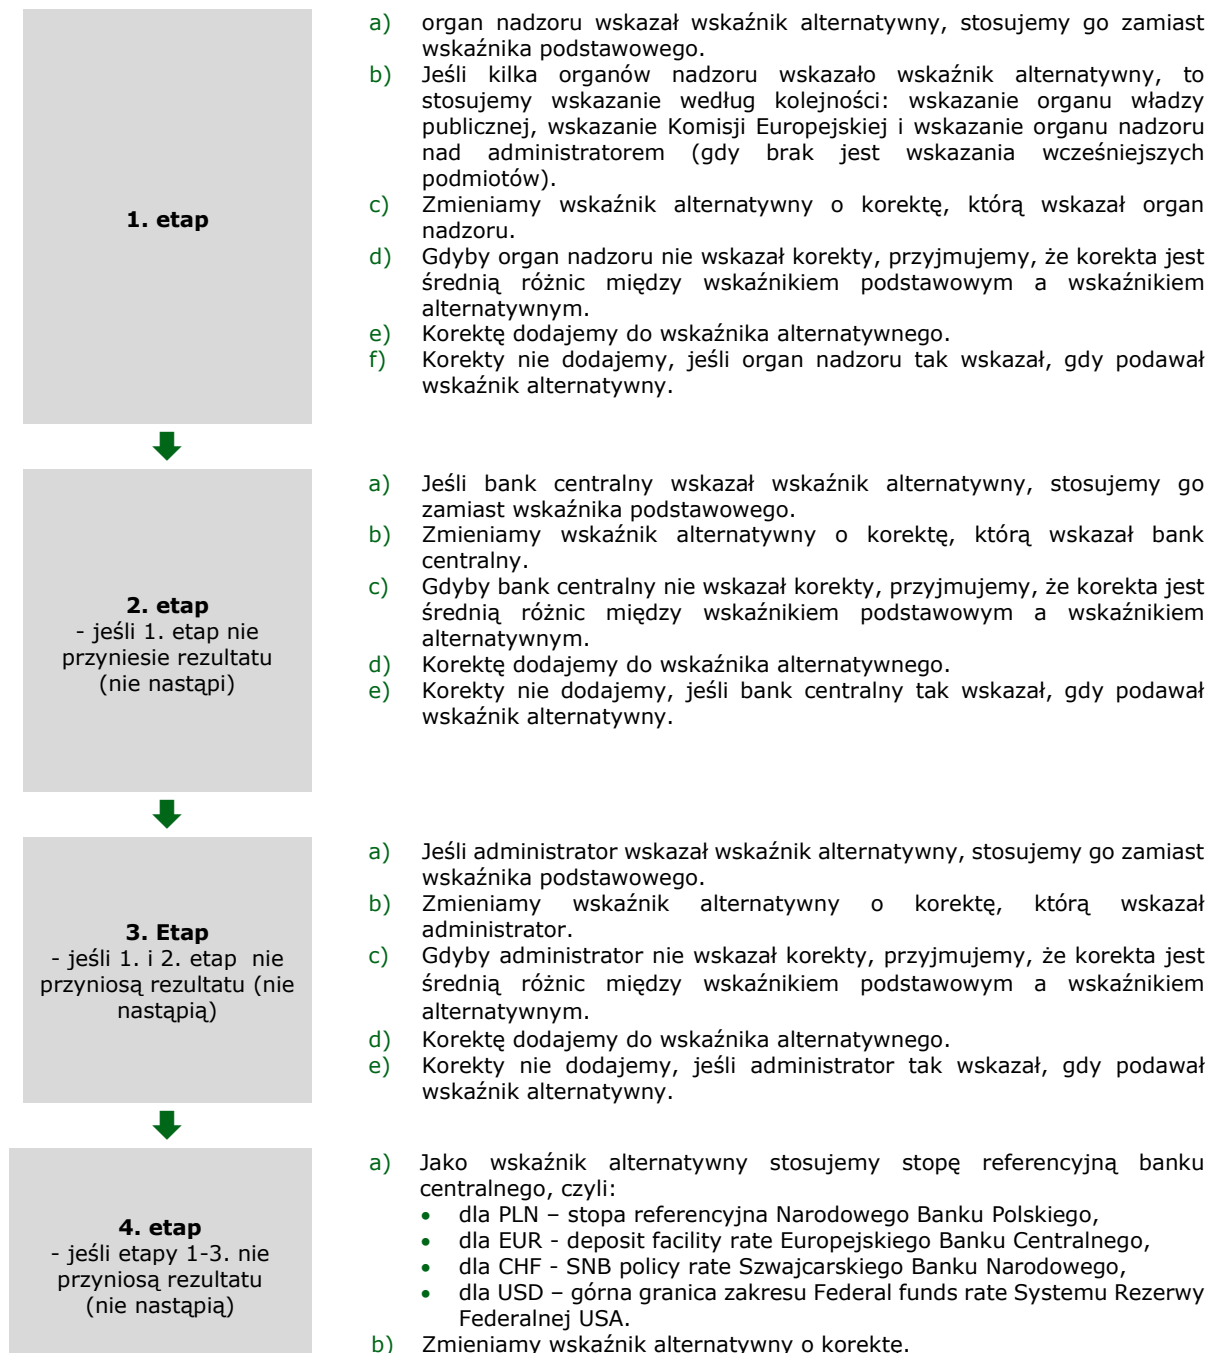 1. etap
a) organ nadzoru wskazał wskaźnik alternatywny, stosujemy go zamiast
wskaźnika podstawowego.
b) Jeśli kilka organów nadzoru wskazało wskaźnik alternatywny, to
stosujemy wskazanie według kolejności: wskazanie organu władzy
publicznej, wskazanie Komisji Europejskiej i wskazanie organu nadzoru
nad administratorem (gdy brak jest wskazania wcześniejszych
podmiotów).
c) Zmieniamy wskaźnik alternatywny o korektę, którą wskazał organ
nadzoru.
d) Gdyby organ nadzoru nie wskazał korekty, przyjmujemy, że korekta jest
średnią różnic między wskaźnikiem podstawowym a wskaźnikiem
alternatywnym.
e) Korektę dodajemy do wskaźnika alternatywnego.
f) Korekty nie dodajemy, jeśli organ nadzoru tak wskazał, gdy podawał
wskaźnik alternatywny.
2. etap
- jeśli 1. etap nie
przyniesie rezultatu
(nie nastąpi)
a) Jeśli bank centralny wskazał wskaźnik alternatywny, stosujemy go
zamiast wskaźnika podstawowego.
b) Zmieniamy wskaźnik alternatywny o korektę, którą wskazał bank
centralny.
c) Gdyby bank centralny nie wskazał korekty, przyjmujemy, że korekta jest
średnią różnic między wskaźnikiem podstawowym a wskaźnikiem
alternatywnym.
d) Korektę dodajemy do wskaźnika alternatywnego.
e) Korekty nie dodajemy, jeśli bank centralny tak wskazał, gdy podawał
wskaźnik alternatywny.
3. Etap
- jeśli 1. i 2. etap nie
przyniosą rezultatu (nie
nastąpią)
a) Jeśli administrator wskazał wskaźnik alternatywny, stosujemy go zamiast
wskaźnika podstawowego.
b) Zmieniamy wskaźnik alternatywny o korektę, którą wskazał
administrator.
c) Gdyby administrator nie wskazał korekty, przyjmujemy, że korekta jest
średnią różnic między wskaźnikiem podstawowym a wskaźnikiem
alternatywnym.
d) Korektę dodajemy do wskaźnika alternatywnego.
e) Korekty nie dodajemy, jeśli administrator tak wskazał, gdy podawał
wskaźnik alternatywny.
4. etap
- jeśli etapy 1-3. nie
przyniosą rezultatu
(nie nastąpią)
a) Jako wskaźnik alternatywny stosujemy stopę referencyjną banku
centralnego, czyli:
• dla PLN – stopa referencyjna Narodowego Banku Polskiego,
• dla EUR - deposit facility rate Europejskiego Banku Centralnego,
• dla CHF - SNB policy rate Szwajcarskiego Banku Narodowego,
• dla USD – górna granica zakresu Federal funds rate Systemu Rezerwy
Federalnej USA.
b) Zmieniamy wskaźnik alternatywny o korektę.